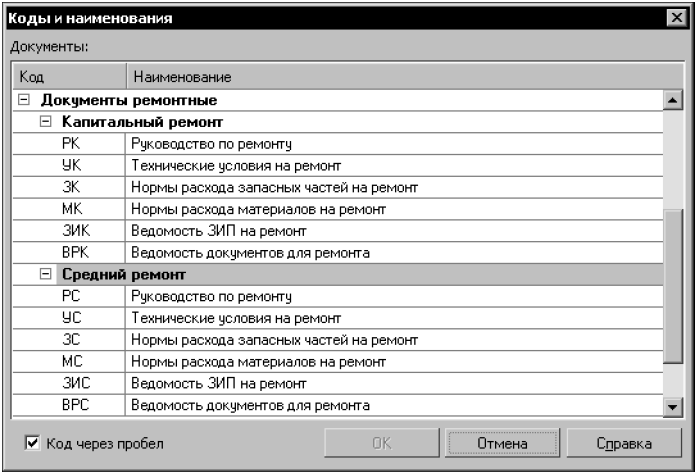 Коды и наименования
Документы:
Код Наименование
Документы ремонтные
Капитальный ремонт
РК Руководство по ремонту
УК Технические условия на ремонт
ЗК Нормы расхода запасных частей на ремонт
МК Нормы расхода материалов на ремонт
ЗИК Ведомость ЗИП на ремонт
ВРК Ведомость документов для ремонта
Средний ремонт
РС Руководство по ремонту
УС Технические условия на ремонт
ЗС Нормы расхода запасных частей на ремонт
МС Нормы расхода материалов на ремонт
ЗИС Ведомость ЗИП на ремонт
ВРС Ведомость документов для ремонта
Код через пробел OK Отмена Справка